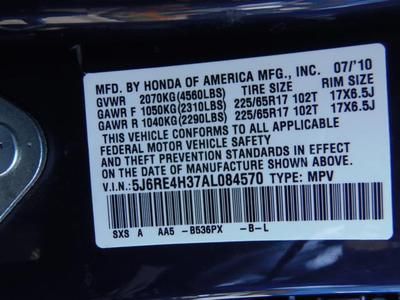 MFD. BY HONDA OF AMERICA MFG., INC. 07/'10
GVWR 2070KG(4560LBS) TIRE SIZE RIM SIZE
GAWR F 1050KG(2310LBS) 225/65R17 102T 17X6.5J
GAWR R 1040KG(2290LBS) 225/65R17 102T 17X6.5J
THIS VEHICLE CONFORMS TO ALL APPLICABLE
FEDERAL MOTOR VEHICLE SAFETY AND
THEFT PREVENTION STANDARDS IN EFFECT
ON THE DATE OF MANUFACTURE SHOWN ABOVE.
V.I.N: 5J6RE4H37AL084570 TYPE: MPV
SXS A AA5 -B536PX -B-L